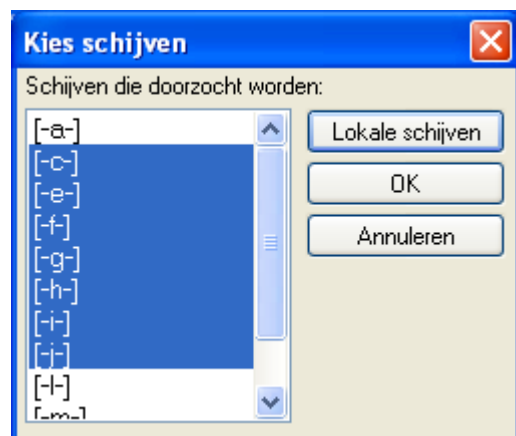 Kies schijven
Schijven die doorzocht worden:
[-a-]
[-c-]
[-e-]
[-f-]
[-g-]
[-h-]
[-i-]
[-j-]
[-l-]
[-m-]
Lokale schijven
OK
Annuleren